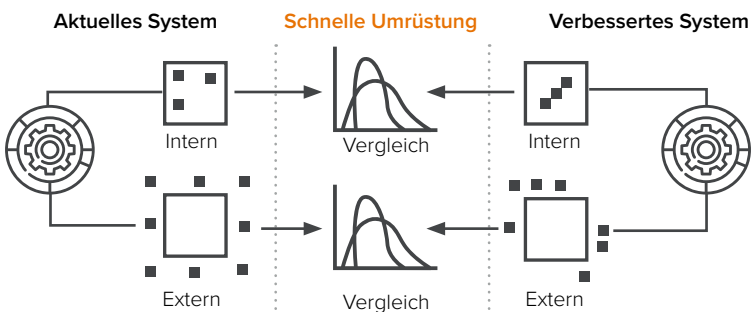 Aktuelles System
Schnelle Umrüstung
Verbessertes System
Intern
Vergleich
Intern
Extern
Vergleich
Extern